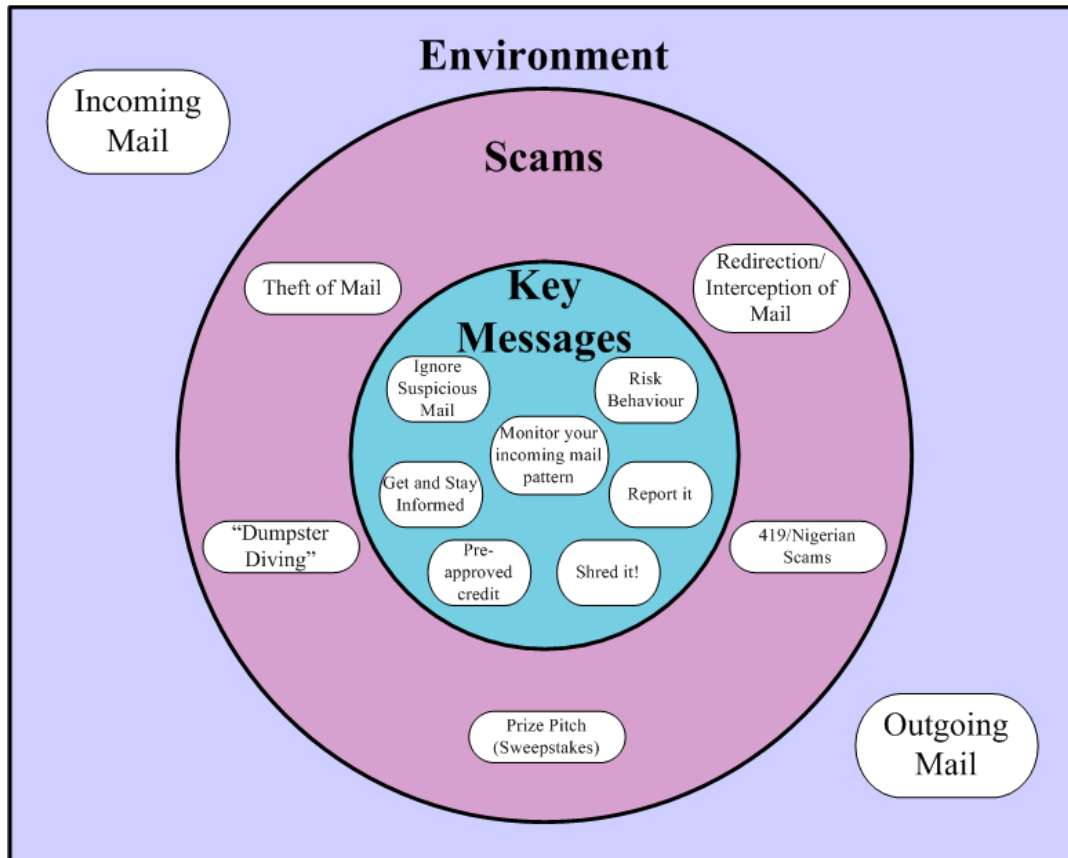 Environment
Incoming
Mail
Scams
Theft of Mail
Redirection/
Interception of
Mail
Key
Messages
Ignore
Suspicious
Mail
Risk
Behaviour
Monitor your
incoming mail
pattern
Get and Stay
Informed
Report it
Pre-
approved
credit
Shred it!
“Dumpster
Diving”
419/Nigerian
Scams
Prize Pitch
(Sweepstakes)
Outgoing
Mail